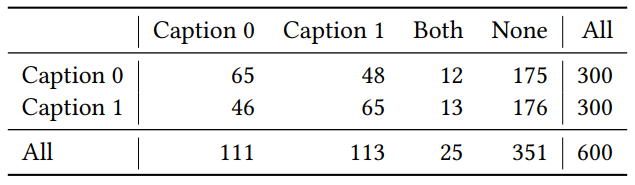 Caption 0 Caption 1 Both None All
Caption 0 65 48 12 175 300
Caption 1 46 65 13 176 300
All 111 113 25 351 600